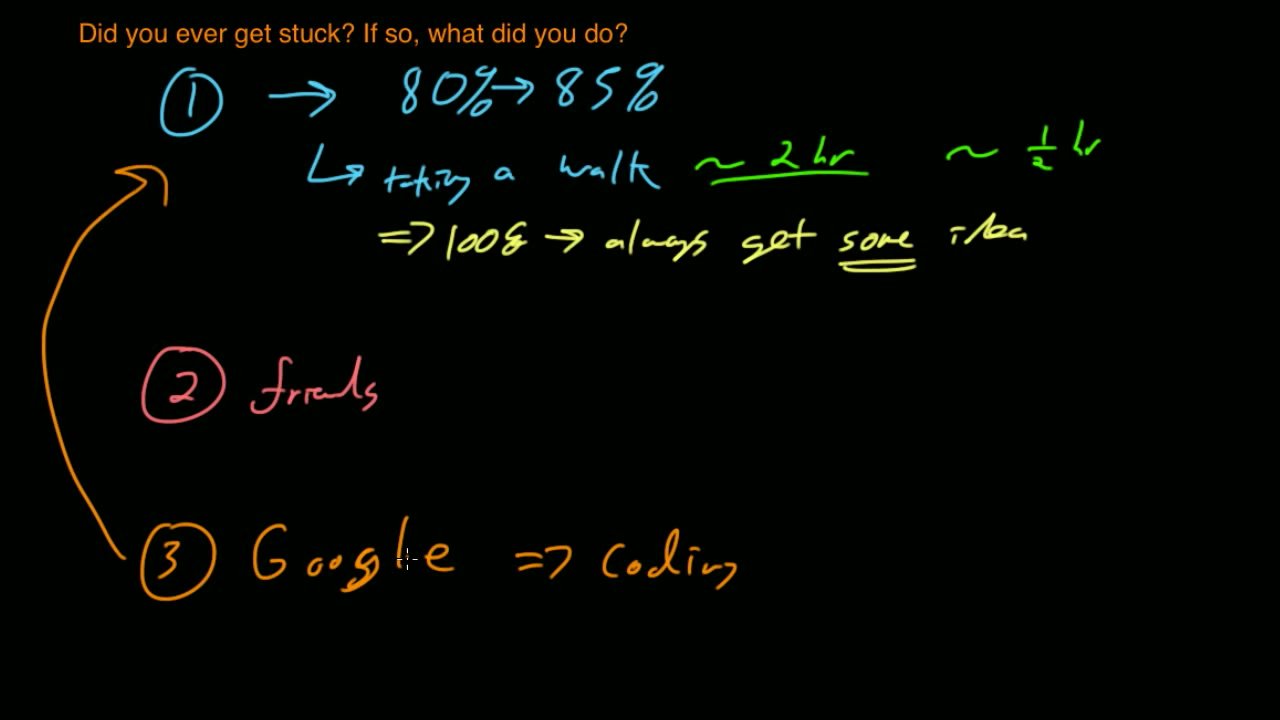 Did you ever get stuck? If so, what did you do?
① → 80% → 85%
↳ taking a walk ~ 2 hr ~ 1/2 hr
⇒ 100% → always get some idea
② friends
③ Google ⇒ coding